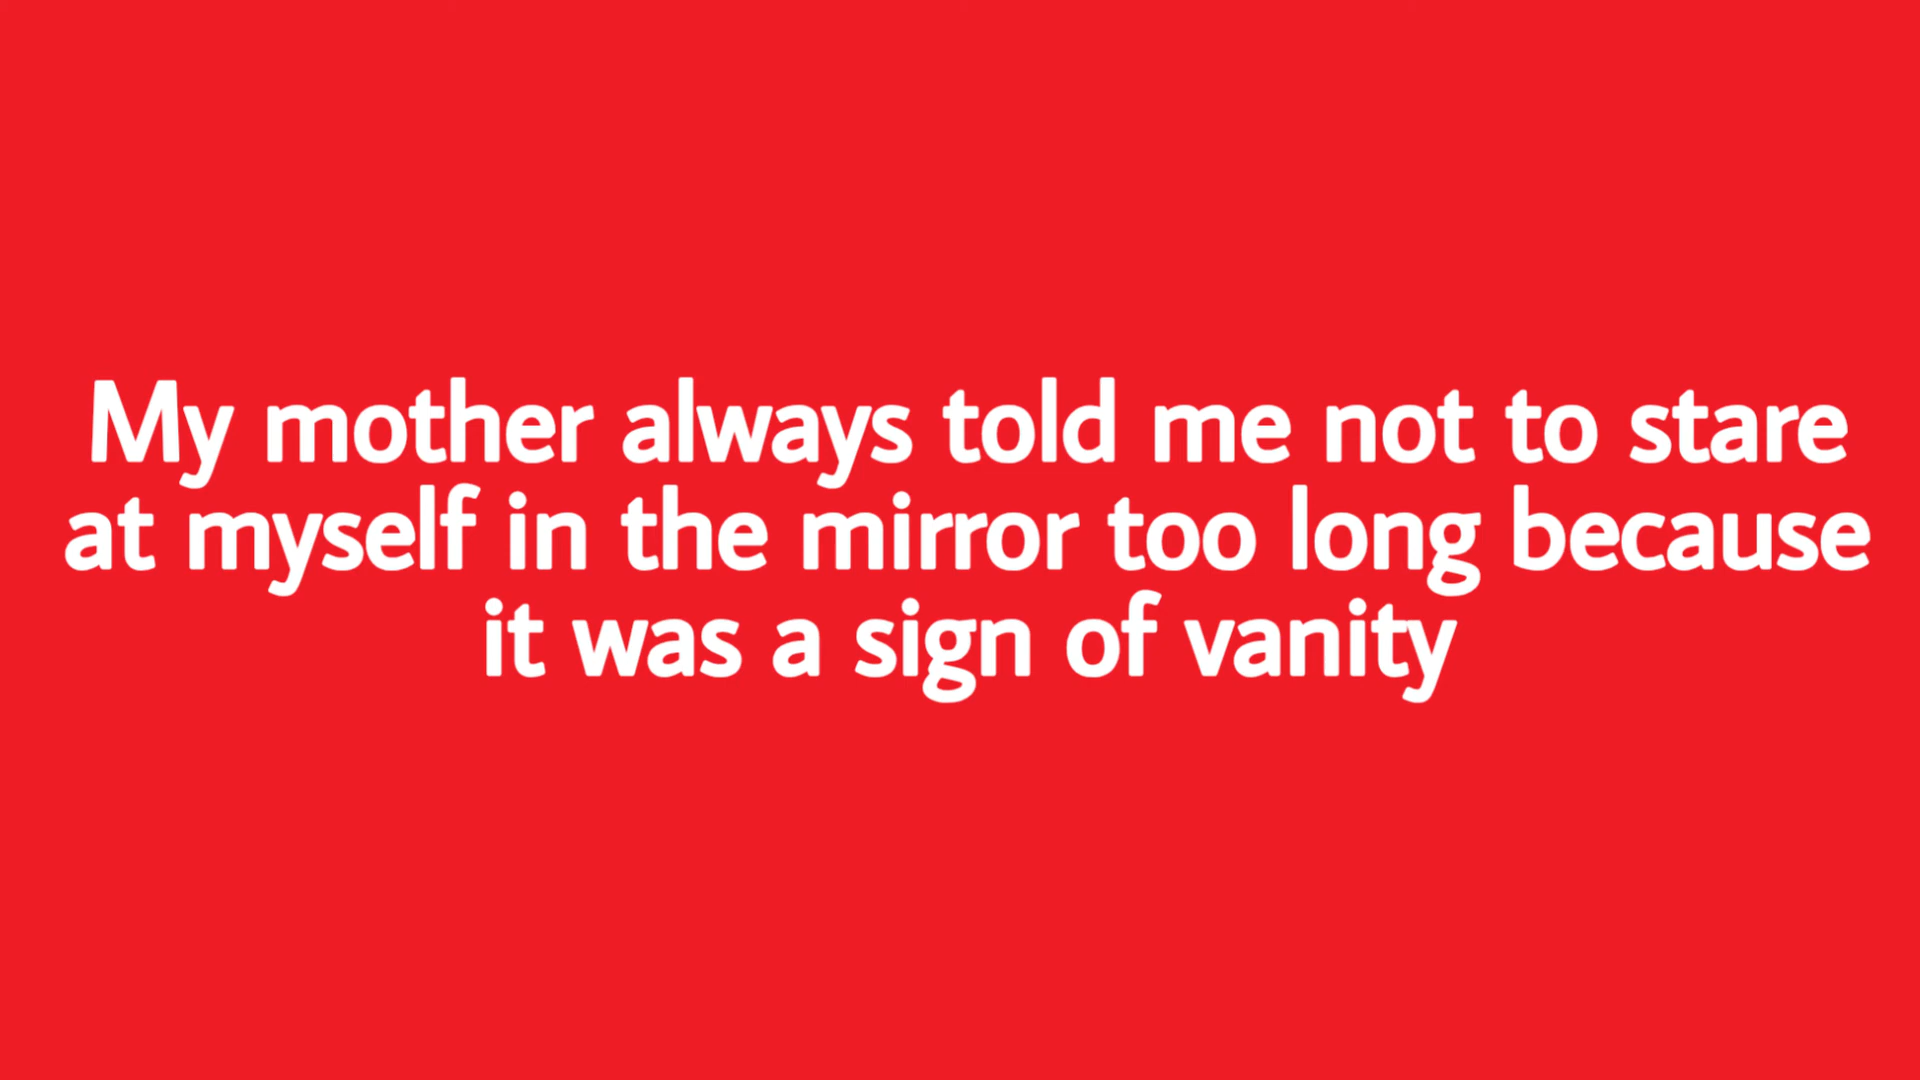 My mother always told me not to stare
at myself in the mirror too long because
it was a sign of vanity